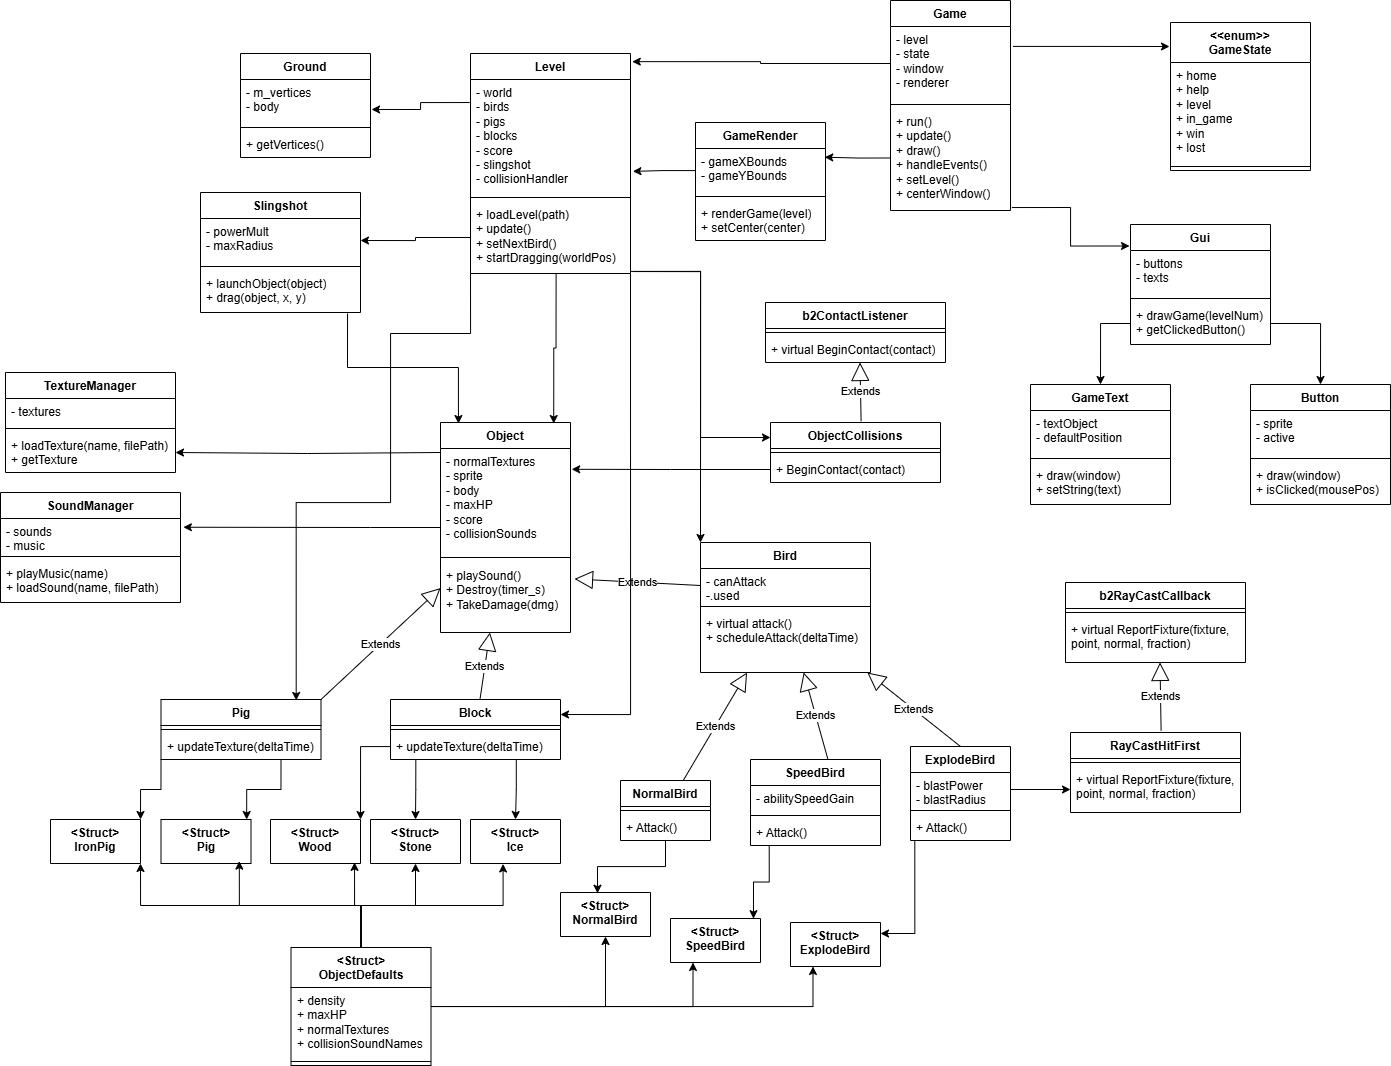 Game
- level
- state
- window
- renderer
+ run()
+ update()
+ draw()
+ handleEvents()
+ setLevel()
+ centerWindow()
<<enum>>
GameState
+ home
+ help
+ level
+ in_game
+ win
+ lost
Ground
- m_vertices
- body
+ getVertices()
Level
- world
- birds
- pigs
- blocks
- score
- slingshot
- collisionHandler
+ loadLevel(path)
+ update()
+ setNextBird()
+ startDragging(worldPos)
GameRender
- gameXBounds
- gameYBounds
+ renderGame(level)
+ setCenter(center)
Slingshot
- powerMult
- maxRadius
+ launchObject(object)
+ drag(object, x, y)
Gui
- buttons
- texts
+ drawGame(levelNum)
+ getClickedButton()
b2ContactListener
+ virtual BeginContact(contact)
Extends
TextureManager
- textures
+ loadTexture(name, filePath)
+ getTexture
GameText
- textObject
- defaultPosition
+ draw(window)
+ setString(text)
Button
- sprite
- active
+ draw(window)
+ isClicked(mousePos)
Object
- normalTextures
- sprite
- body
- maxHP
- score
- collisionSounds
+ playSound()
+ Destroy(timer_s)
+ TakeDamage(dmg)
ObjectCollisions
+ BeginContact(contact)
SoundManager
- sounds
- music
+ playMusic(name)
+ loadSound(name, filePath)
Extends
Bird
- canAttack
-.used
+ virtual attack()
+ scheduleAttack(deltaTime)
b2RayCastCallback
+ virtual ReportFixture(fixture,
point, normal, fraction)
Extends
Extends
Extends
Extends
Extends
Extends
Pig
+ updateTexture(deltaTime)
Block
+ updateTexture(deltaTime)
RayCastHitFirst
+ virtual ReportFixture(fixture,
point, normal, fraction)
NormalBird
+ Attack()
SpeedBird
- abilitySpeedGain
+ Attack()
ExplodeBird
- blastPower
- blastRadius
+ Attack()
<Struct>
IronPig
<Struct>
Pig
<Struct>
Wood
<Struct>
Stone
<Struct>
Ice
<Struct>
NormalBird
<Struct>
SpeedBird
<Struct>
ExplodeBird
<Struct>
ObjectDefaults
+ density
+ maxHP
+ normalTextures
+ collisionSoundNames